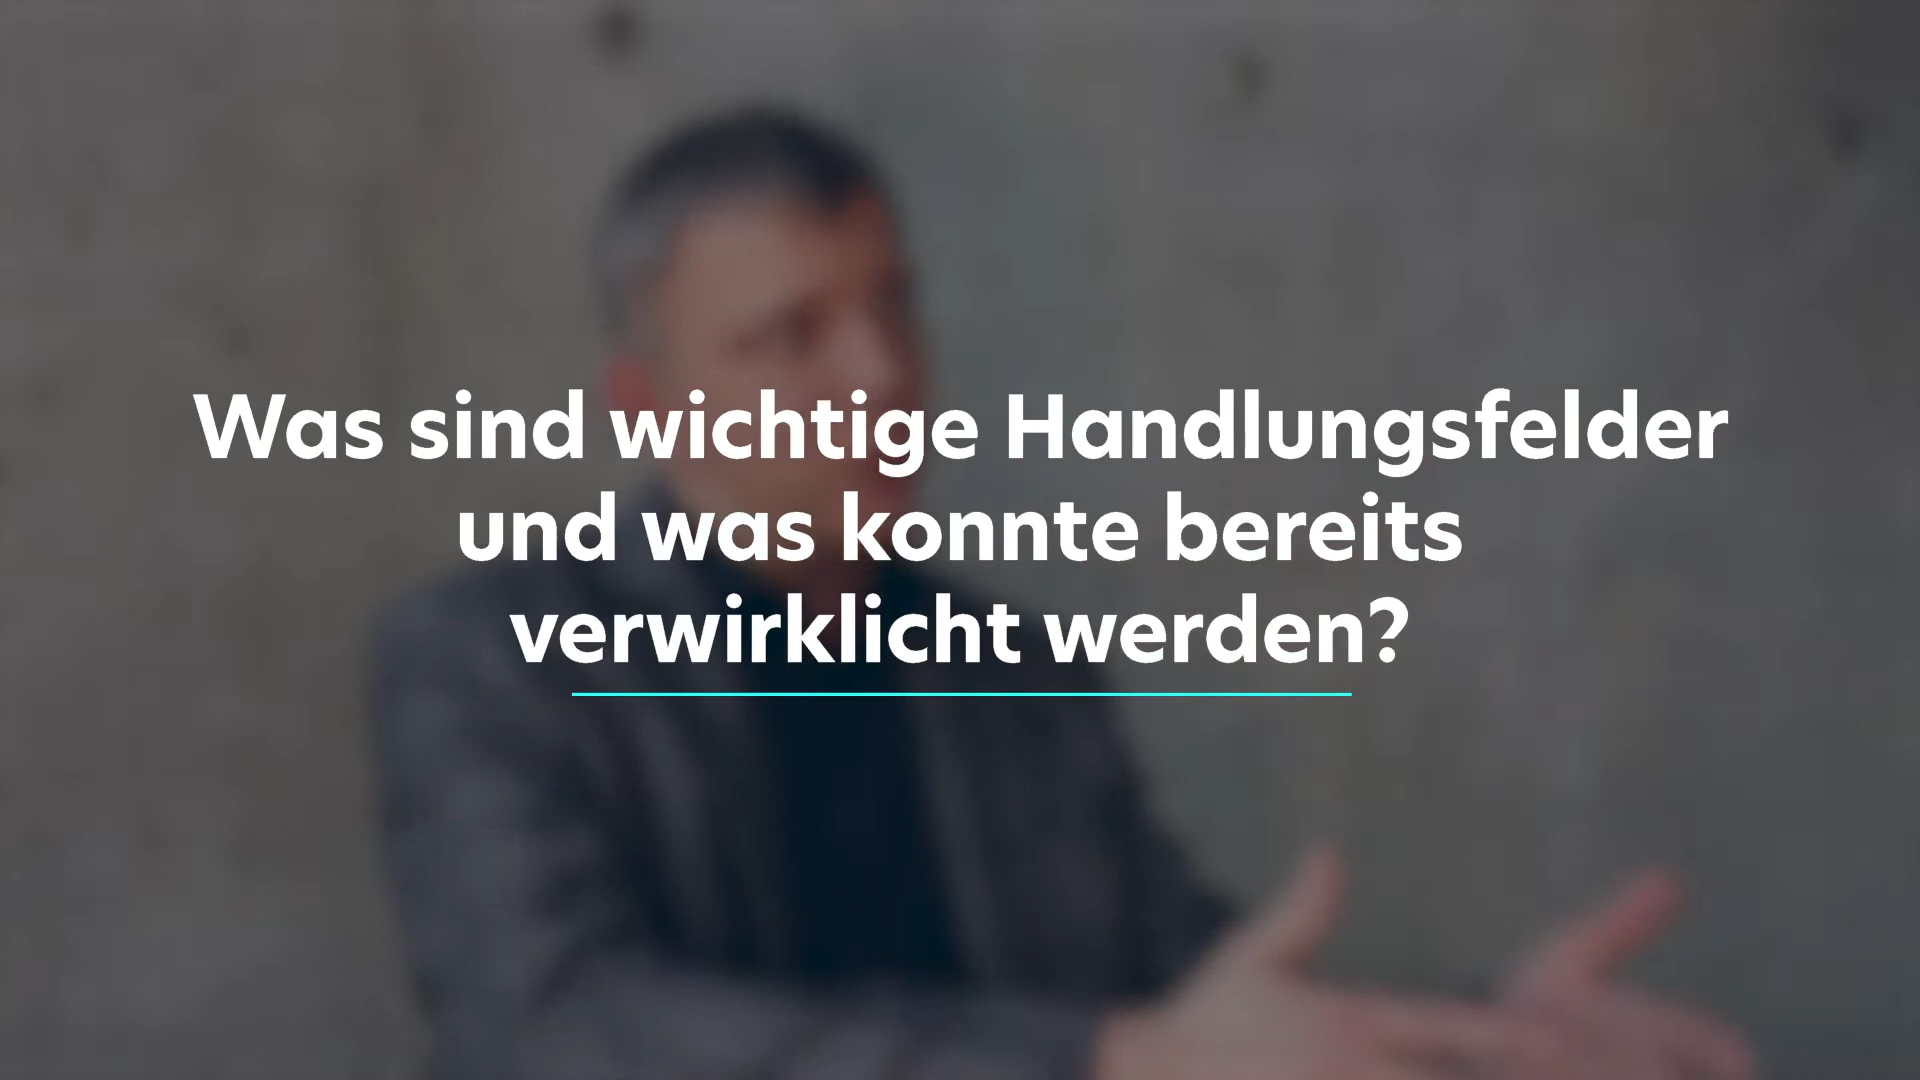 Was sind wichtige Handlungsfelder
und was konnte bereits
verwirklicht werden?